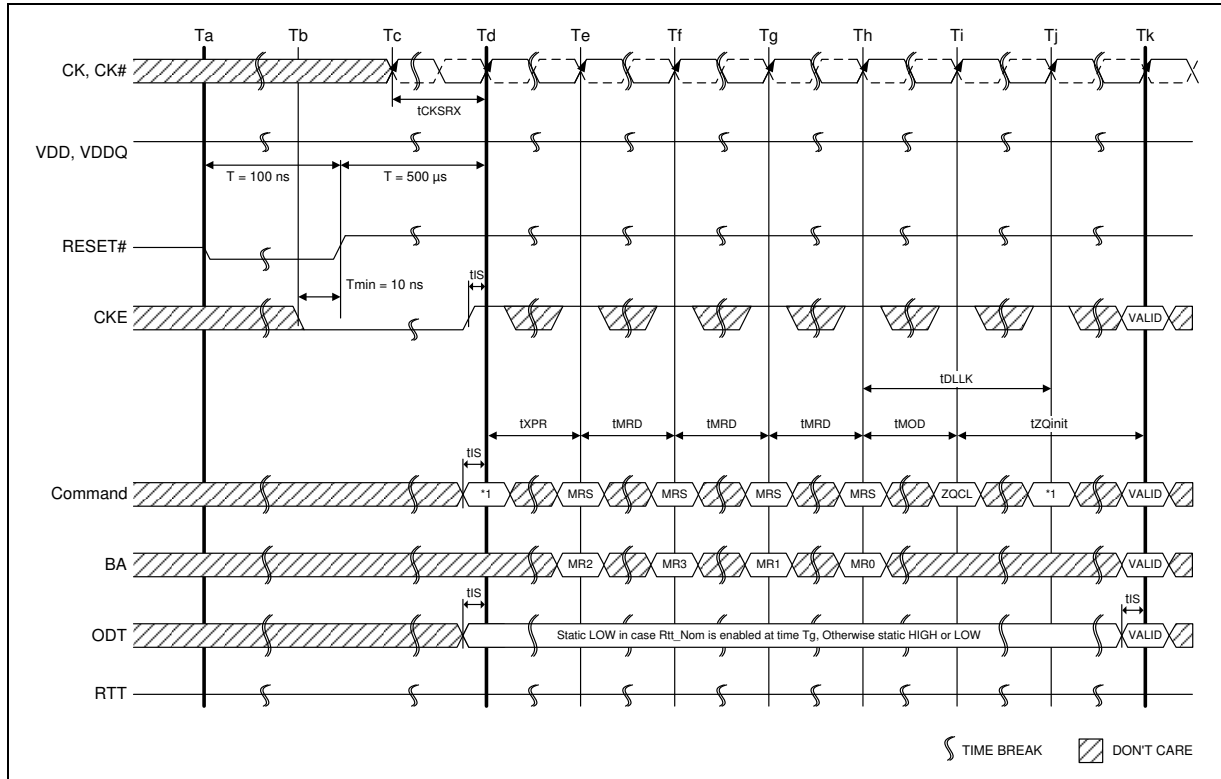 Ta Tb Tc Td Te Tf Tg Th Ti Tj Tk
CK, CK#
tCKSRX
VDD, VDDQ
T = 100 ns T = 500 µs
RESET#
tIS
Tmin = 10 ns
CKE VALID
tDLLK
tXPR tMRD tMRD tMRD tMOD tZQinit
tIS
Command *1 MRS MRS MRS MRS ZQCL *1 VALID
BA MR2 MR3 MR1 MR0 VALID
tIS tIS
ODT Static LOW in case Rtt_Nom is enabled at time Tg, Otherwise static HIGH or LOW VALID
RTT
TIME BREAK DON'T CARE